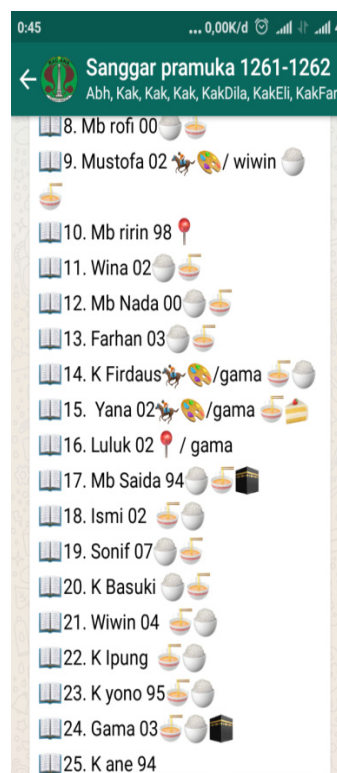 0:45 ... 0,00K/d 4
Sanggar pramuka 1261-1262
Abh, Kak, Kak, Kak, KakDila, KakEli, KakFar
📖8. Mb rofi 00🍚🍜
📖9. Mustofa 02🏇🎨/ wiwin🍚
🍜
📖10. Mb ririn 98📍
📖11. Wina 02🍚🍜
📖12. Mb Nada 00🍚🍜
📖13. Farhan 03🍚🍜
📖14. K Firdaus🏇🎨/gama 🍜🍚
📖15. Yana 02🏇🎨/gama 🍜🍰
📖16. Luluk 02📍 / gama
📖17. Mb Saida 94🍚🍜🕋
📖18. Ismi 02 🍜🍚
📖19. Sonif 07🍚🍜
📖20. K Basuki 🍚🍜
📖21. Wiwin 04 🍜🍚
📖22. K Ipung 🍜🍚
📖23. K yono 95🍜🍚
📖24. Gama 03🍜🍚🕋
📖25. K ane 94